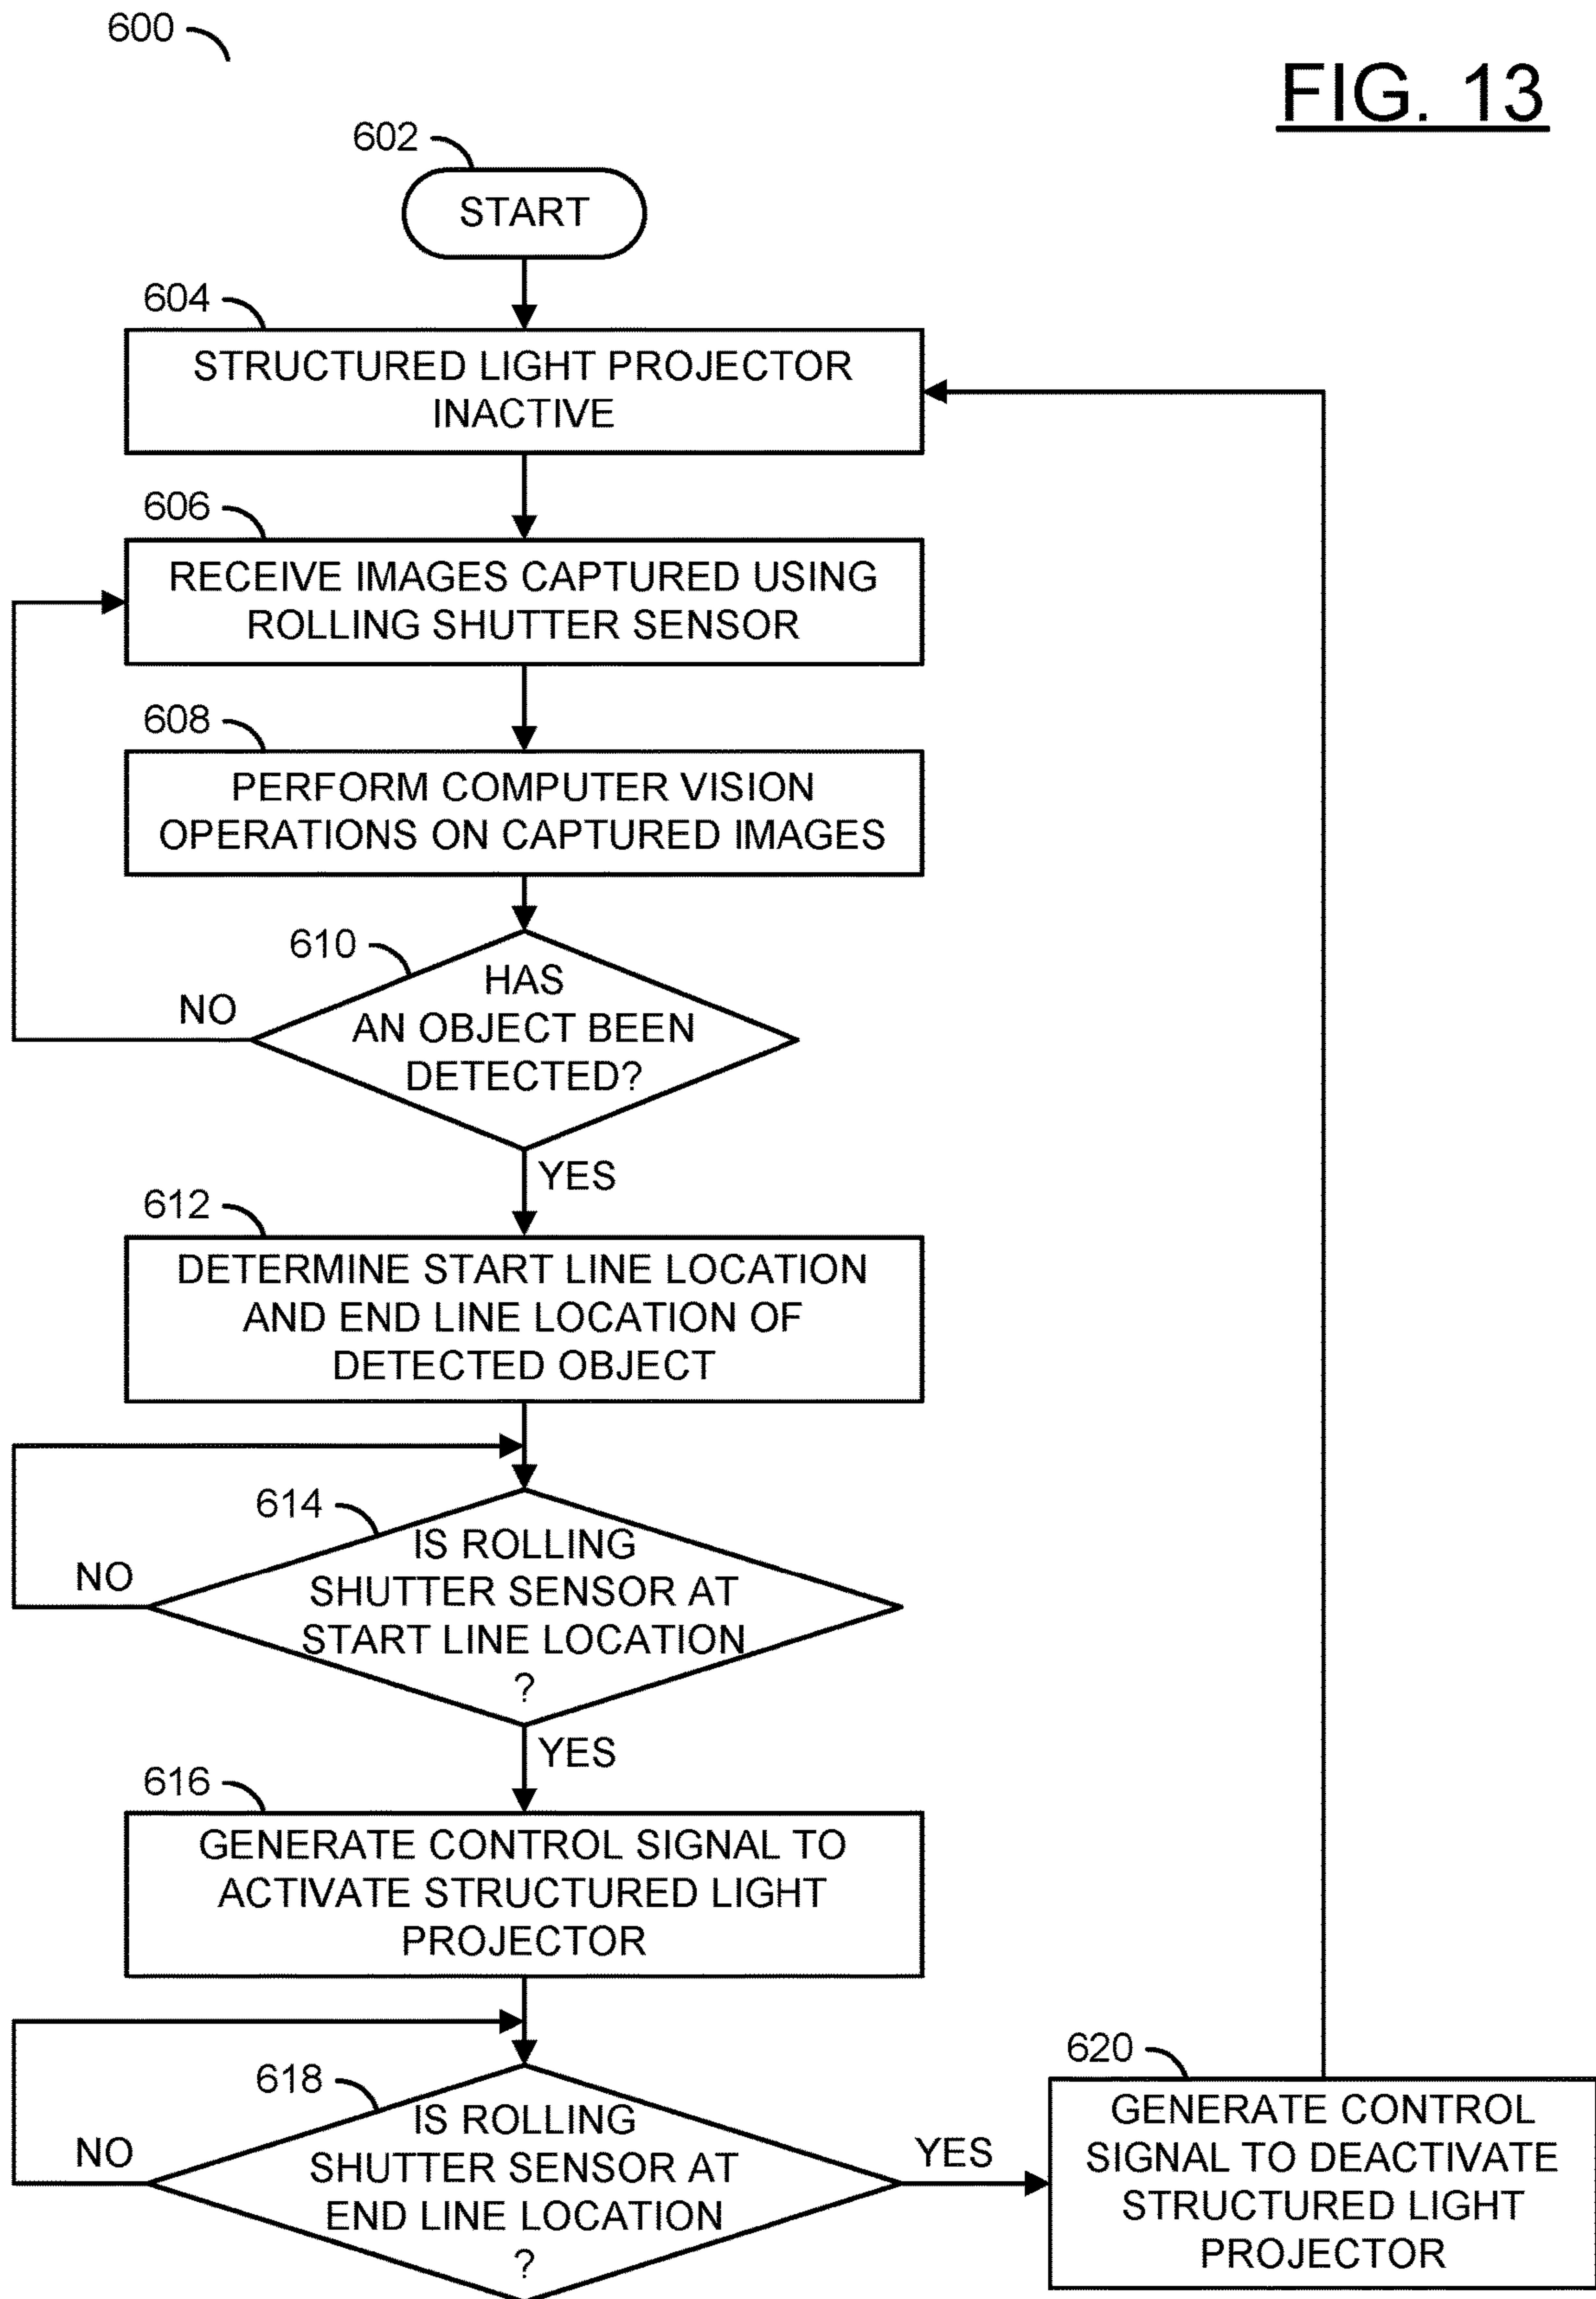 600
FIG. 13
602
START
604
STRUCTURED LIGHT PROJECTOR
INACTIVE
606
RECEIVE IMAGES CAPTURED USING
ROLLING SHUTTER SENSOR
608
PERFORM COMPUTER VISION
OPERATIONS ON CAPTURED IMAGES
610
HAS
AN OBJECT BEEN
DETECTED?
NO
YES
612
DETERMINE START LINE LOCATION
AND END LINE LOCATION OF
DETECTED OBJECT
614
IS ROLLING
SHUTTER SENSOR AT
START LINE LOCATION
?
NO
YES
616
GENERATE CONTROL SIGNAL TO
ACTIVATE STRUCTURED LIGHT
PROJECTOR
618
IS ROLLING
SHUTTER SENSOR AT
END LINE LOCATION
?
NO
YES
620
GENERATE CONTROL
SIGNAL TO DEACTIVATE
STRUCTURED LIGHT
PROJECTOR